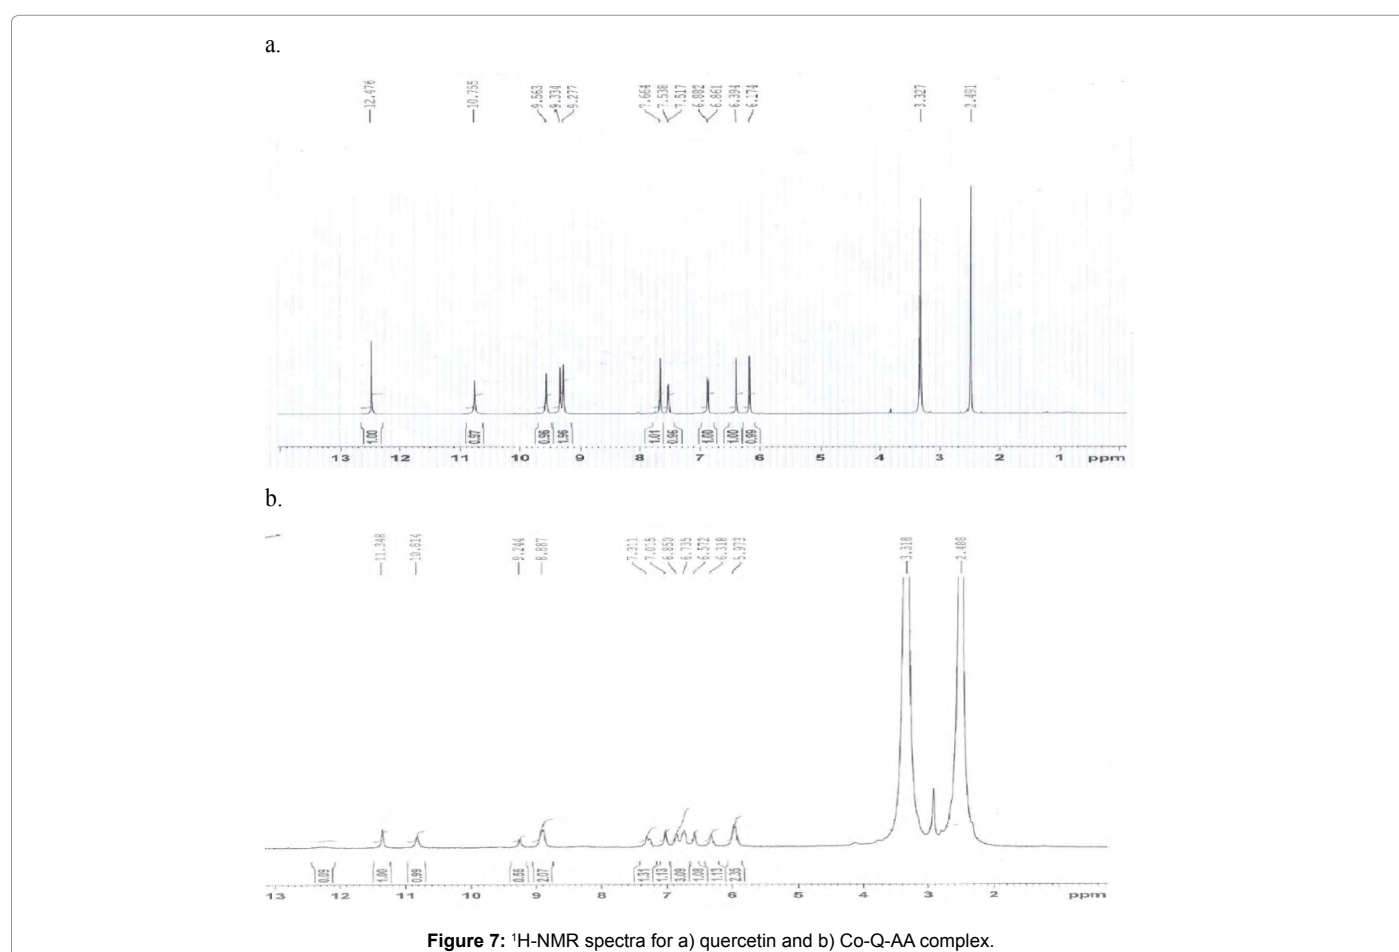 a.
12.476 10.755 9.563 9.334 9.277 7.664 7.538 7.517 6.882 6.861 6.394 6.174 3.327 2.491
1.00 0.97 0.96 1.96 1.01 0.96 1.00 1.00 0.99
13 12 11 10 9 8 7 6 5 4 3 2 1 ppm
b.
11.348 10.814 9.244 8.887 7.311 7.015 6.850 6.735 6.572 6.318 5.973 3.318 2.488
0.09 1.00 0.99 0.56 2.07 1.31 1.13 3.09 1.08 1.13 2.35
13 12 11 10 9 8 7 6 5 4 3 2 ppm
Figure 7: ¹H-NMR spectra for a) quercetin and b) Co-Q-AA complex.